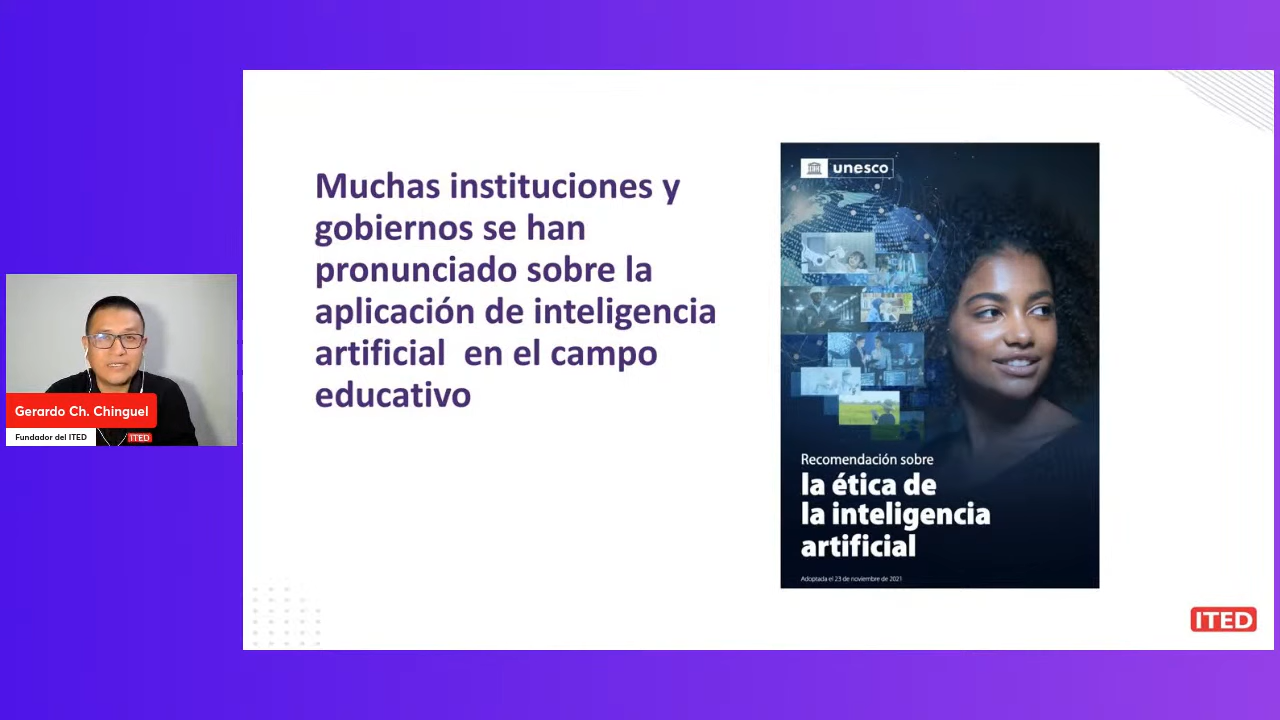 Muchas instituciones y
gobiernos se han
pronunciado sobre la
aplicación de inteligencia
artificial en el campo
educativo
unesco
Recomendación sobre
la ética de
la inteligencia
artificial
Adoptada el 23 de noviembre de 2021
Gerardo Ch. Chinguel
Fundador del ITED
ITED
ITED